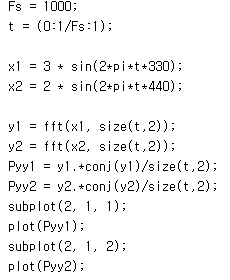 Fs = 1000;
t = (0:1/Fs:1);
x1 = 3 * sin(2*pi*t*330);
x2 = 2 * sin(2*pi*t*440);
y1 = fft(x1, size(t,2));
y2 = fft(x2, size(t,2));
Pyy1 = y1.*conj(y1)/size(t,2);
Pyy2 = y2.*conj(y2)/size(t,2);
subplot(2, 1, 1);
plot(Pyy1);
subplot(2, 1, 2);
plot(Pyy2);